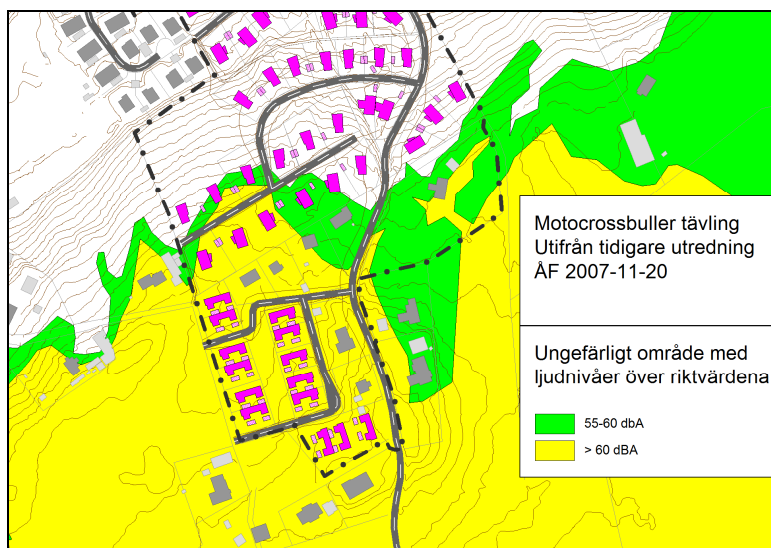 Motocrossbuller tävling
Utifrån tidigare utredning
ÅF 2007-11-20
Ungefärligt område med
ljudnivåer över riktvärdena
55-60 dbA
> 60 dBA